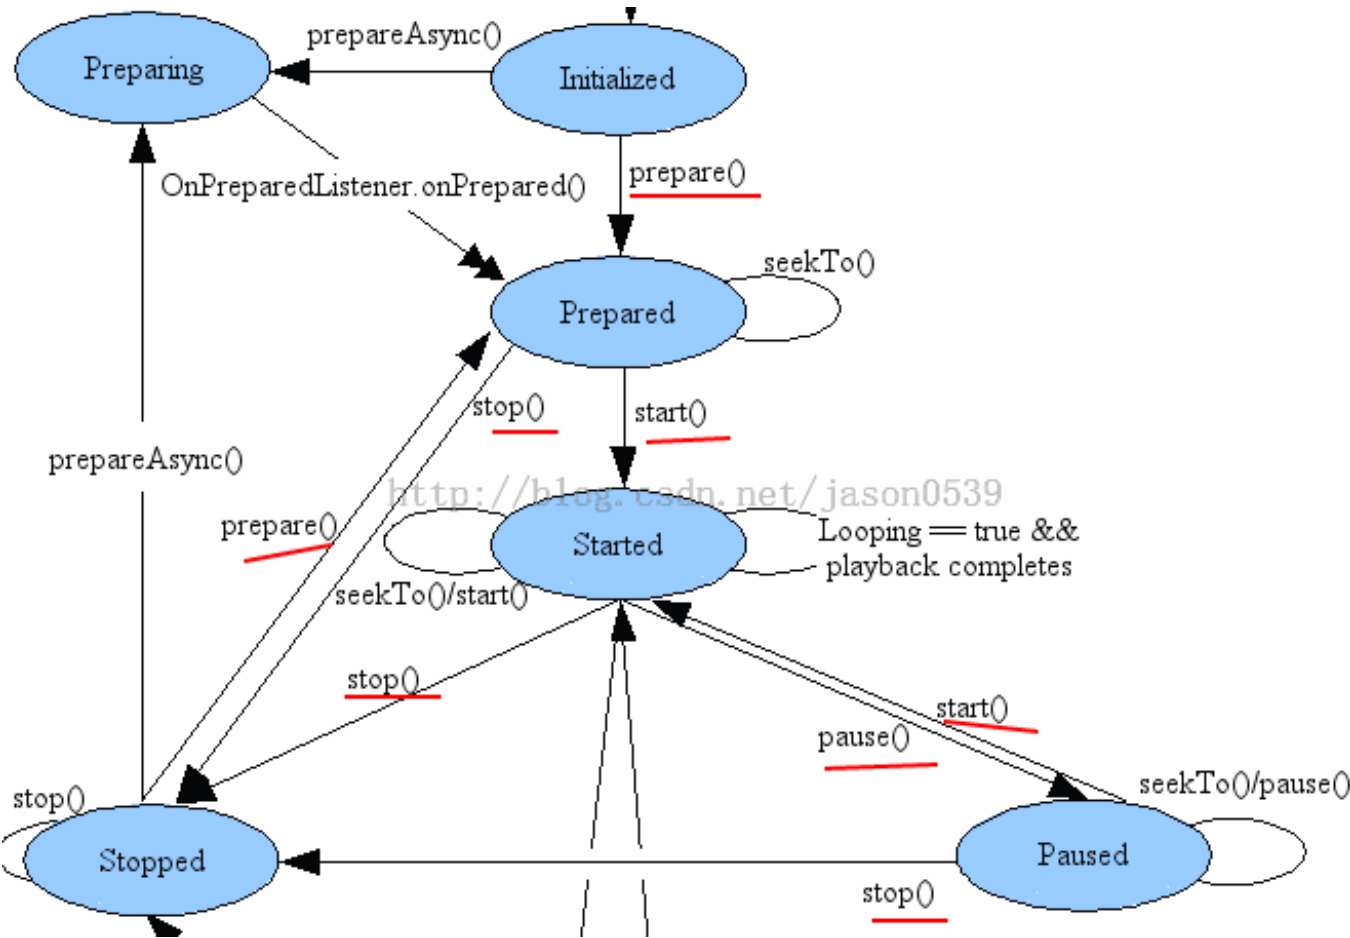 prepareAsync()
Preparing
Initialized
prepare()
OnPreparedListener.onPrepared()
seekTo()
Prepared
stop()
start()
prepareAsync()
http://blog.csdn.net/jason0539
prepare()
Started
Looping == true &&
playback completes
seekTo()/start()
stop()
start()
pause()
seekTo()/pause()
stop()
Stopped
Paused
stop()